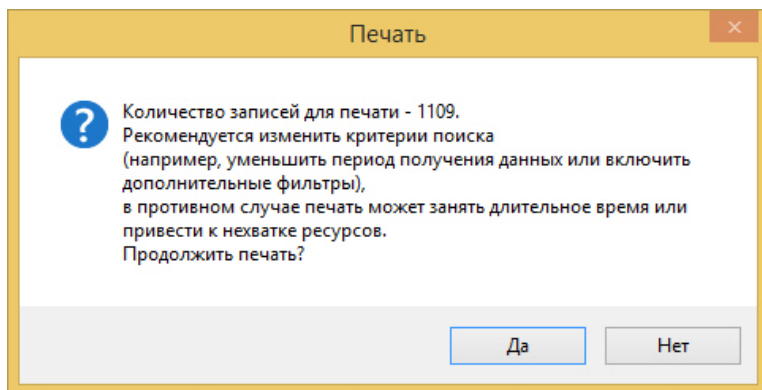 Печать
Количество записей для печати - 1109.
Рекомендуется изменить критерии поиска
(например, уменьшить период получения данных или включить
дополнительные фильтры),
в противном случае печать может занять длительное время или
привести к нехватке ресурсов.
Продолжить печать?
Да
Нет